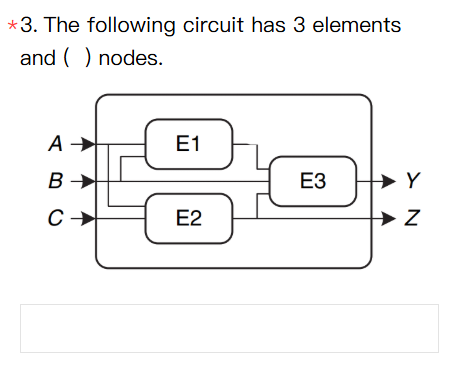 *3. The following circuit has 3 elements
and ( ) nodes.
A
E1
B
E3
Y
C
E2
Z